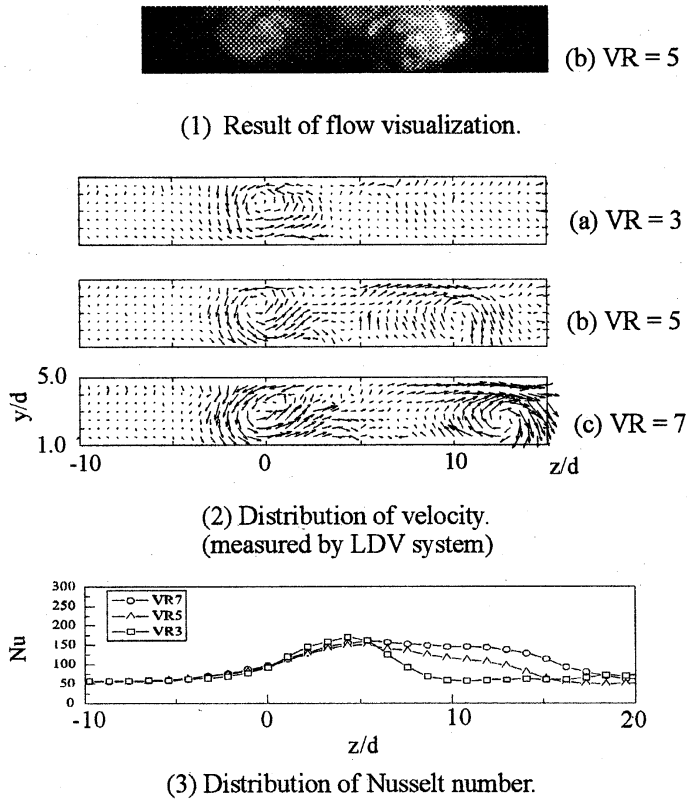 (b) VR = 5
(1) Result of flow visualization.
(a) VR = 3
(b) VR = 5
5.0
y/d
1.0
(c) VR = 7
-10 0 10 z/d
(2) Distribution of velocity.
(measured by LDV system)
300
250
200
150
100
50
0
Nu
VR7
VR5
VR3
-10 0 10 20
z/d
(3) Distribution of Nusselt number.